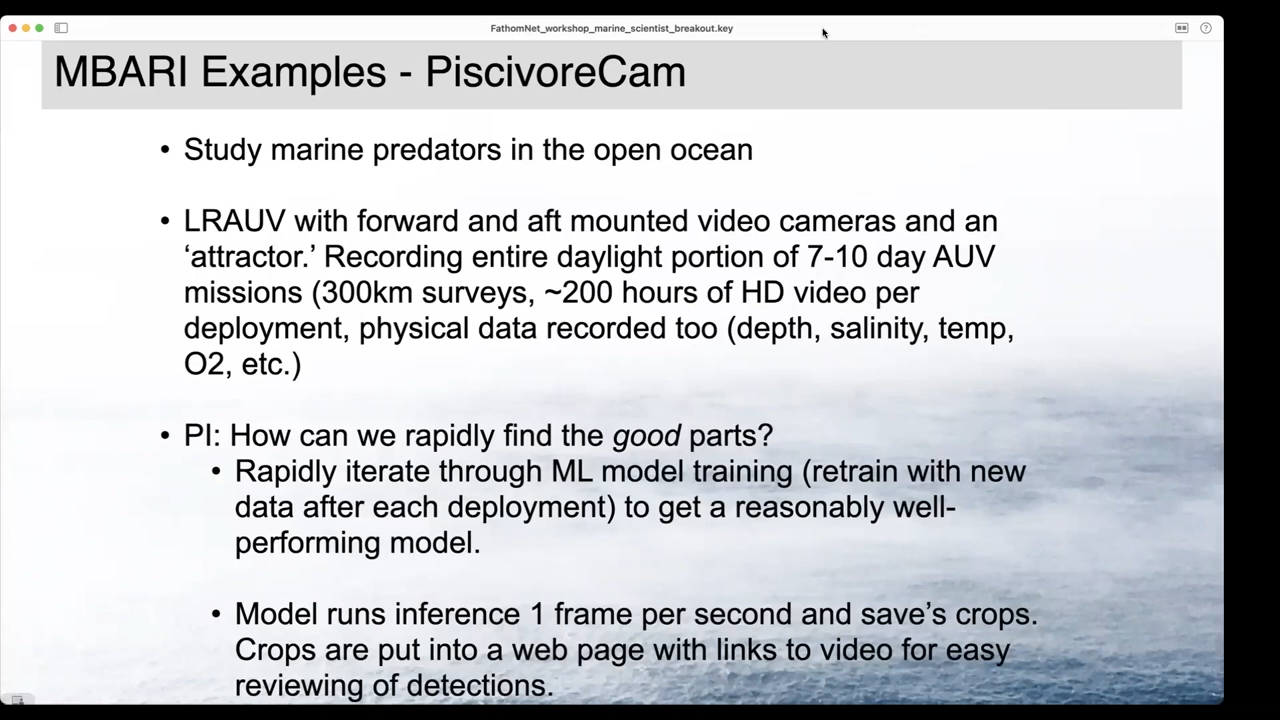 FathomNet_workshop_marine_scientist_breakout.key
MBARI Examples - PiscivoreCam
• Study marine predators in the open ocean
• LRAUV with forward and aft mounted video cameras and an
‘attractor.’ Recording entire daylight portion of 7-10 day AUV
missions (300km surveys, ~200 hours of HD video per
deployment, physical data recorded too (depth, salinity, temp,
O2, etc.)
• PI: How can we rapidly find the good parts?
• Rapidly iterate through ML model training (retrain with new
data after each deployment) to get a reasonably well-
performing model.
• Model runs inference 1 frame per second and save’s crops.
Crops are put into a web page with links to video for easy
reviewing of detections.